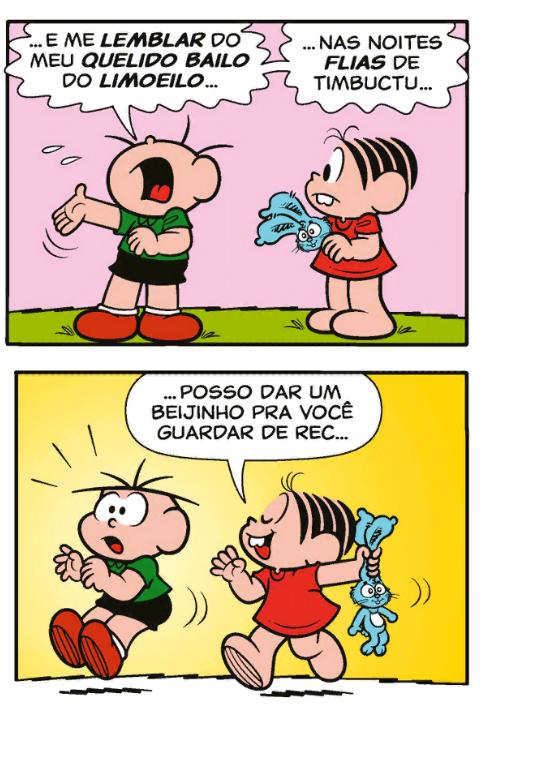 ...E ME LEMBLAR DO
MEU QUELIDO BAILO
DO LIMOEILO...
...NAS NOITES
FLIAS DE
TIMBUCTU...
...POSSO DAR UM
BEIJINHO PRA VOCÊ
GUARDAR DE REC...